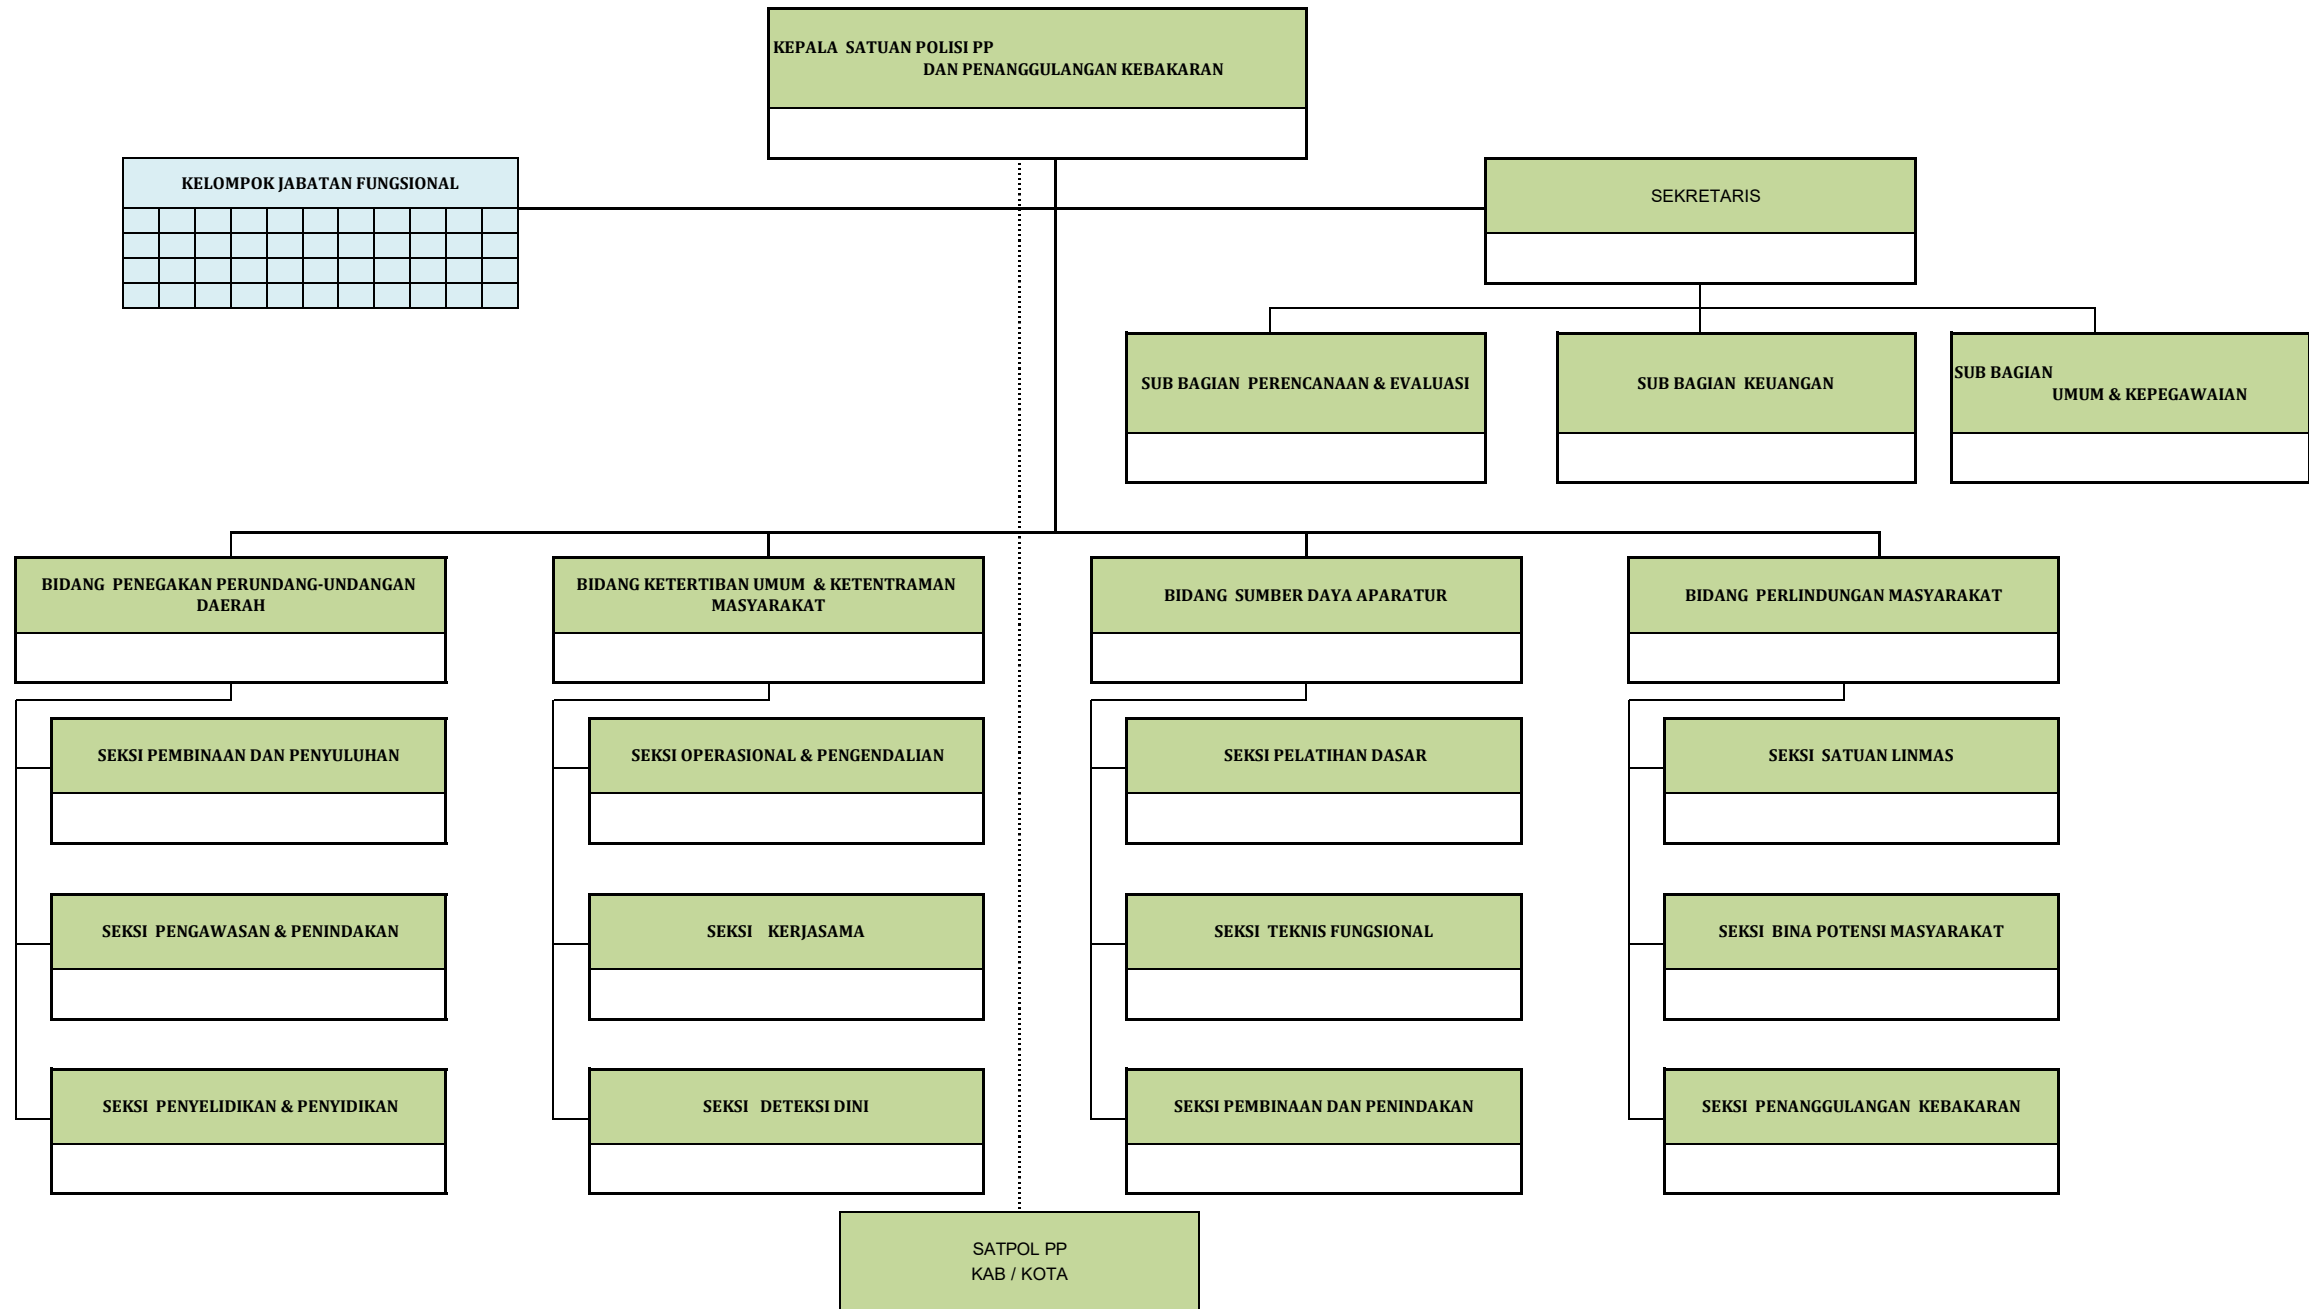 KEPALA SATUAN POLISI PP
DAN PENANGGULANGAN KEBAKARAN
KELOMPOK JABATAN FUNGSIONAL
SEKRETARIS
SUB BAGIAN PERENCANAAN & EVALUASI
SUB BAGIAN KEUANGAN
SUB BAGIAN
UMUM & KEPEGAWAIAN
BIDANG PENEGAKAN PERUNDANG-UNDANGAN
DAERAH
BIDANG KETERTIBAN UMUM & KETENTRAMAN
MASYARAKAT
BIDANG SUMBER DAYA APARATUR
BIDANG PERLINDUNGAN MASYARAKAT
SEKSI PEMBINAAN DAN PENYULUHAN
SEKSI OPERASIONAL & PENGENDALIAN
SEKSI PELATIHAN DASAR
SEKSI SATUAN LINMAS
SEKSI PENGAWASAN & PENINDAKAN
SEKSI KERJASAMA
SEKSI TEKNIS FUNGSIONAL
SEKSI BINA POTENSI MASYARAKAT
SEKSI PENYELIDIKAN & PENYIDIKAN
SEKSI DETEKSI DINI
SEKSI PEMBINAAN DAN PENINDAKAN
SEKSI PENANGGULANGAN KEBAKARAN
SATPOL PP
KAB / KOTA